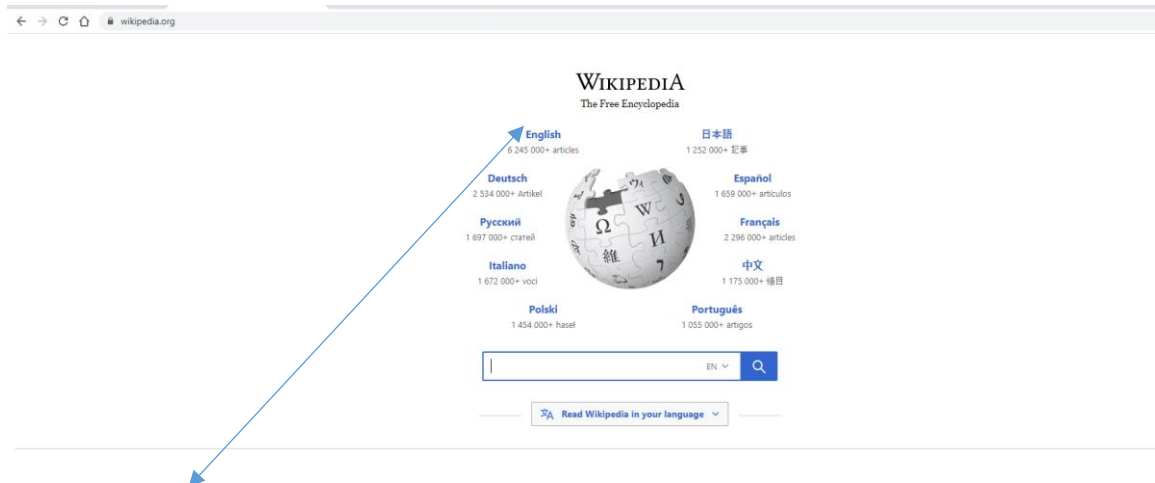 wikipedia.org
WIKIPEDIA
The Free Encyclopedia
English 日本語
6 245 000+ articles 1 252 000+ 記事
Deutsch Español
2 534 000+ Artikel 1 659 000+ artículos
Русский Français
1 697 000+ статей 2 296 000+ articles
Italiano 中文
1 672 000+ voci 1 175 000+ 條目
Polski Português
1 454 000+ haseł 1 055 000+ artigos
Ω W И 維 7
EN
Read Wikipedia in your language